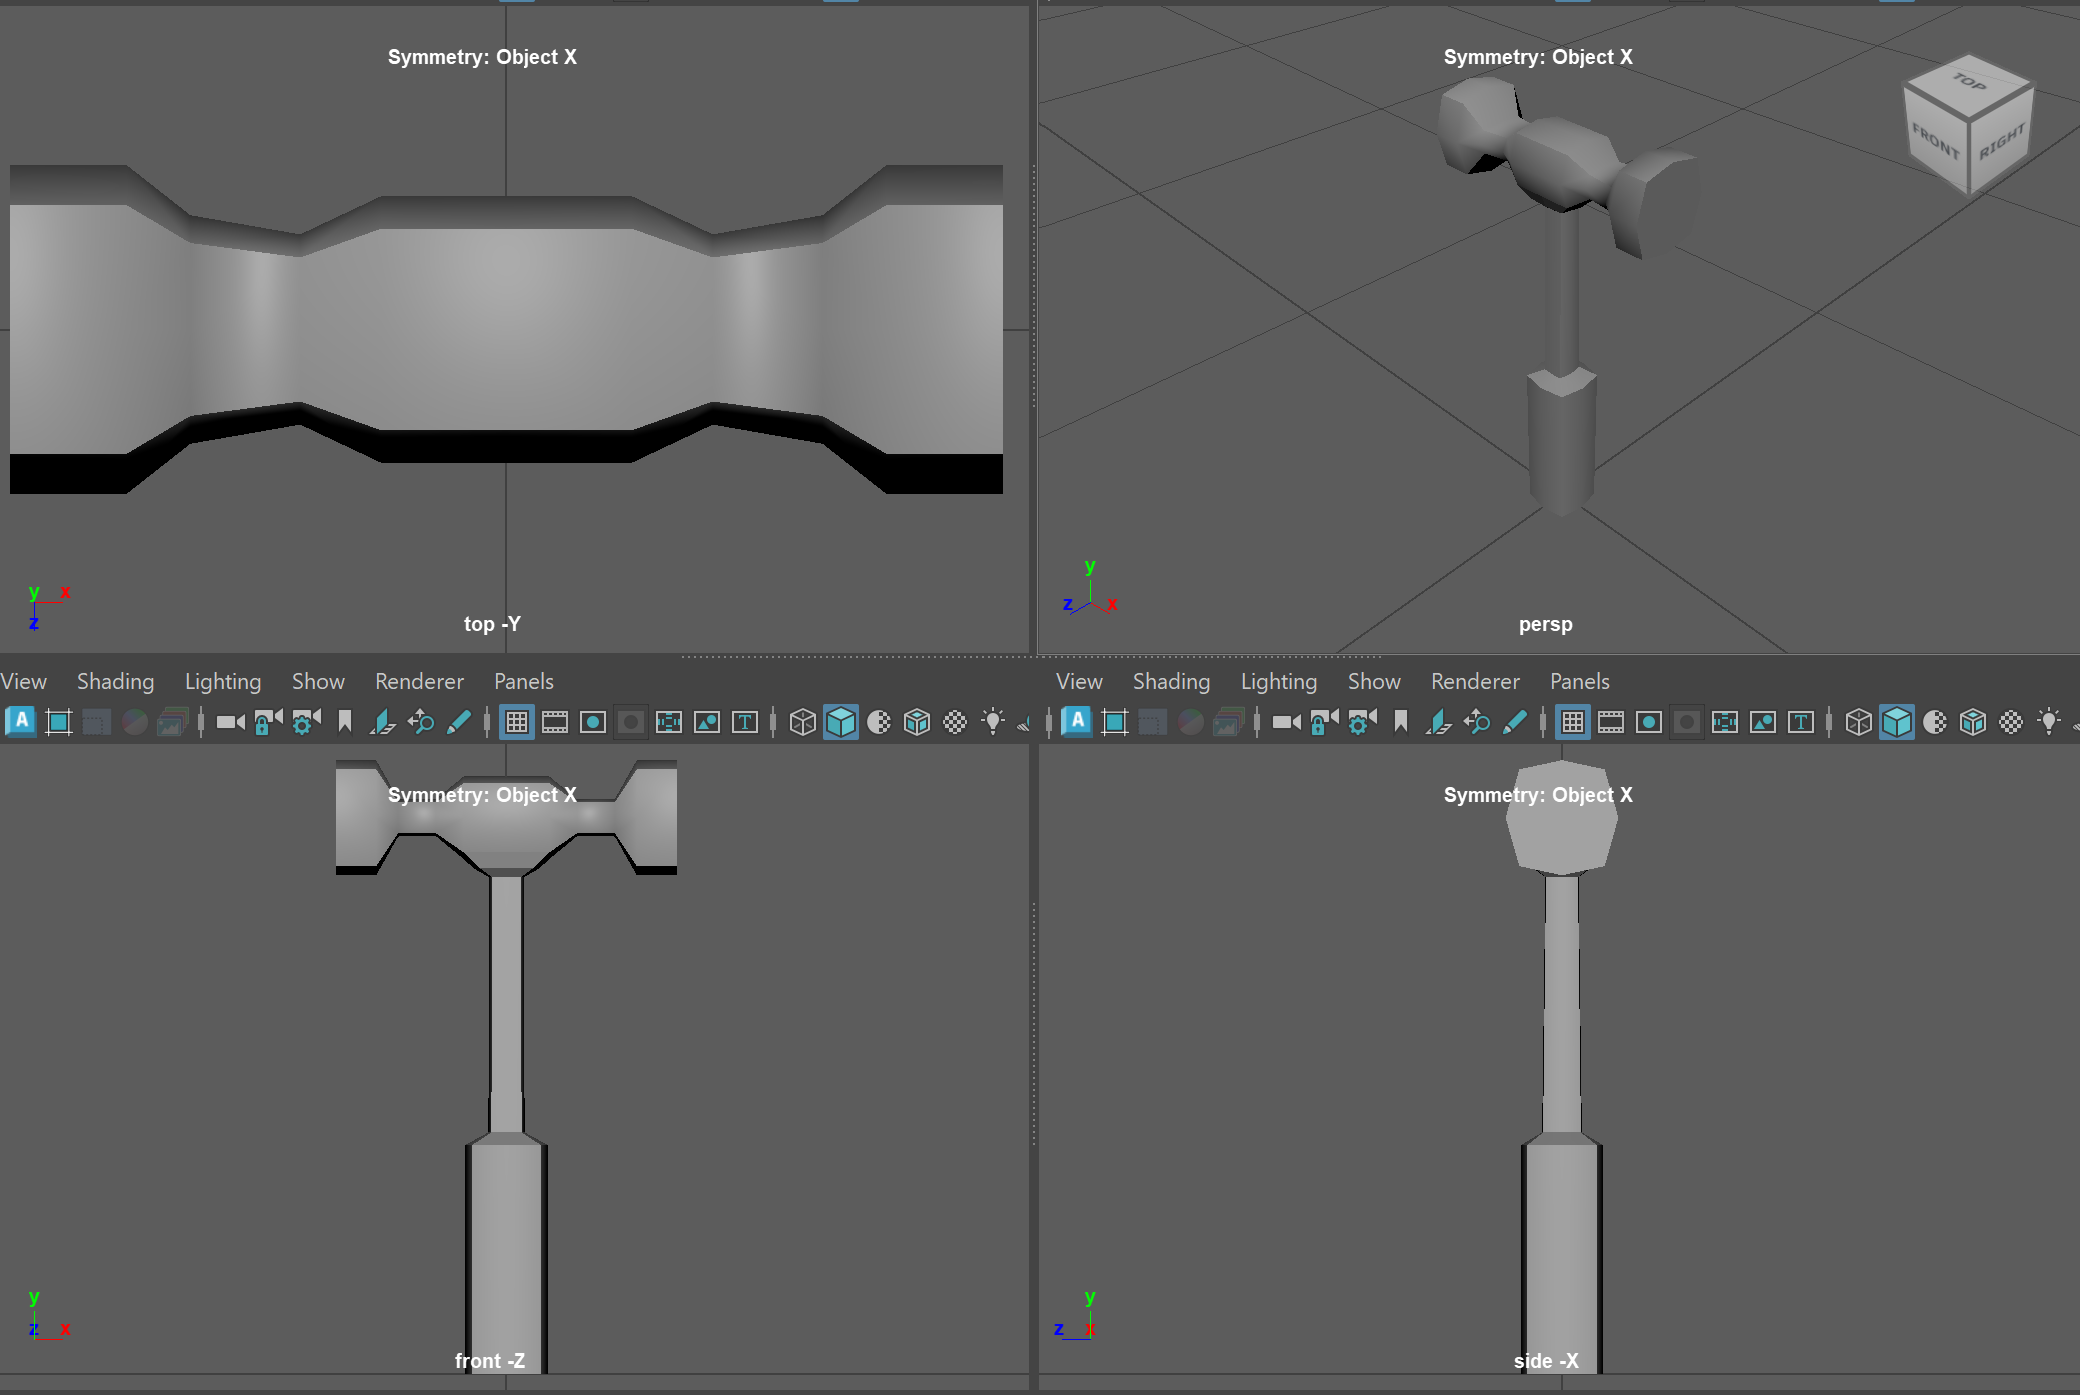 Symmetry: Object X
Symmetry: Object X
TOP
FRONT
RIGHT
y
x
z
top -Y
y
z
x
persp
View Shading Lighting Show Renderer Panels
View Shading Lighting Show Renderer Panels
A
T
A
T
Symmetry: Object X
Symmetry: Object X
y
z
x
front -Z
y
z
x
side -X